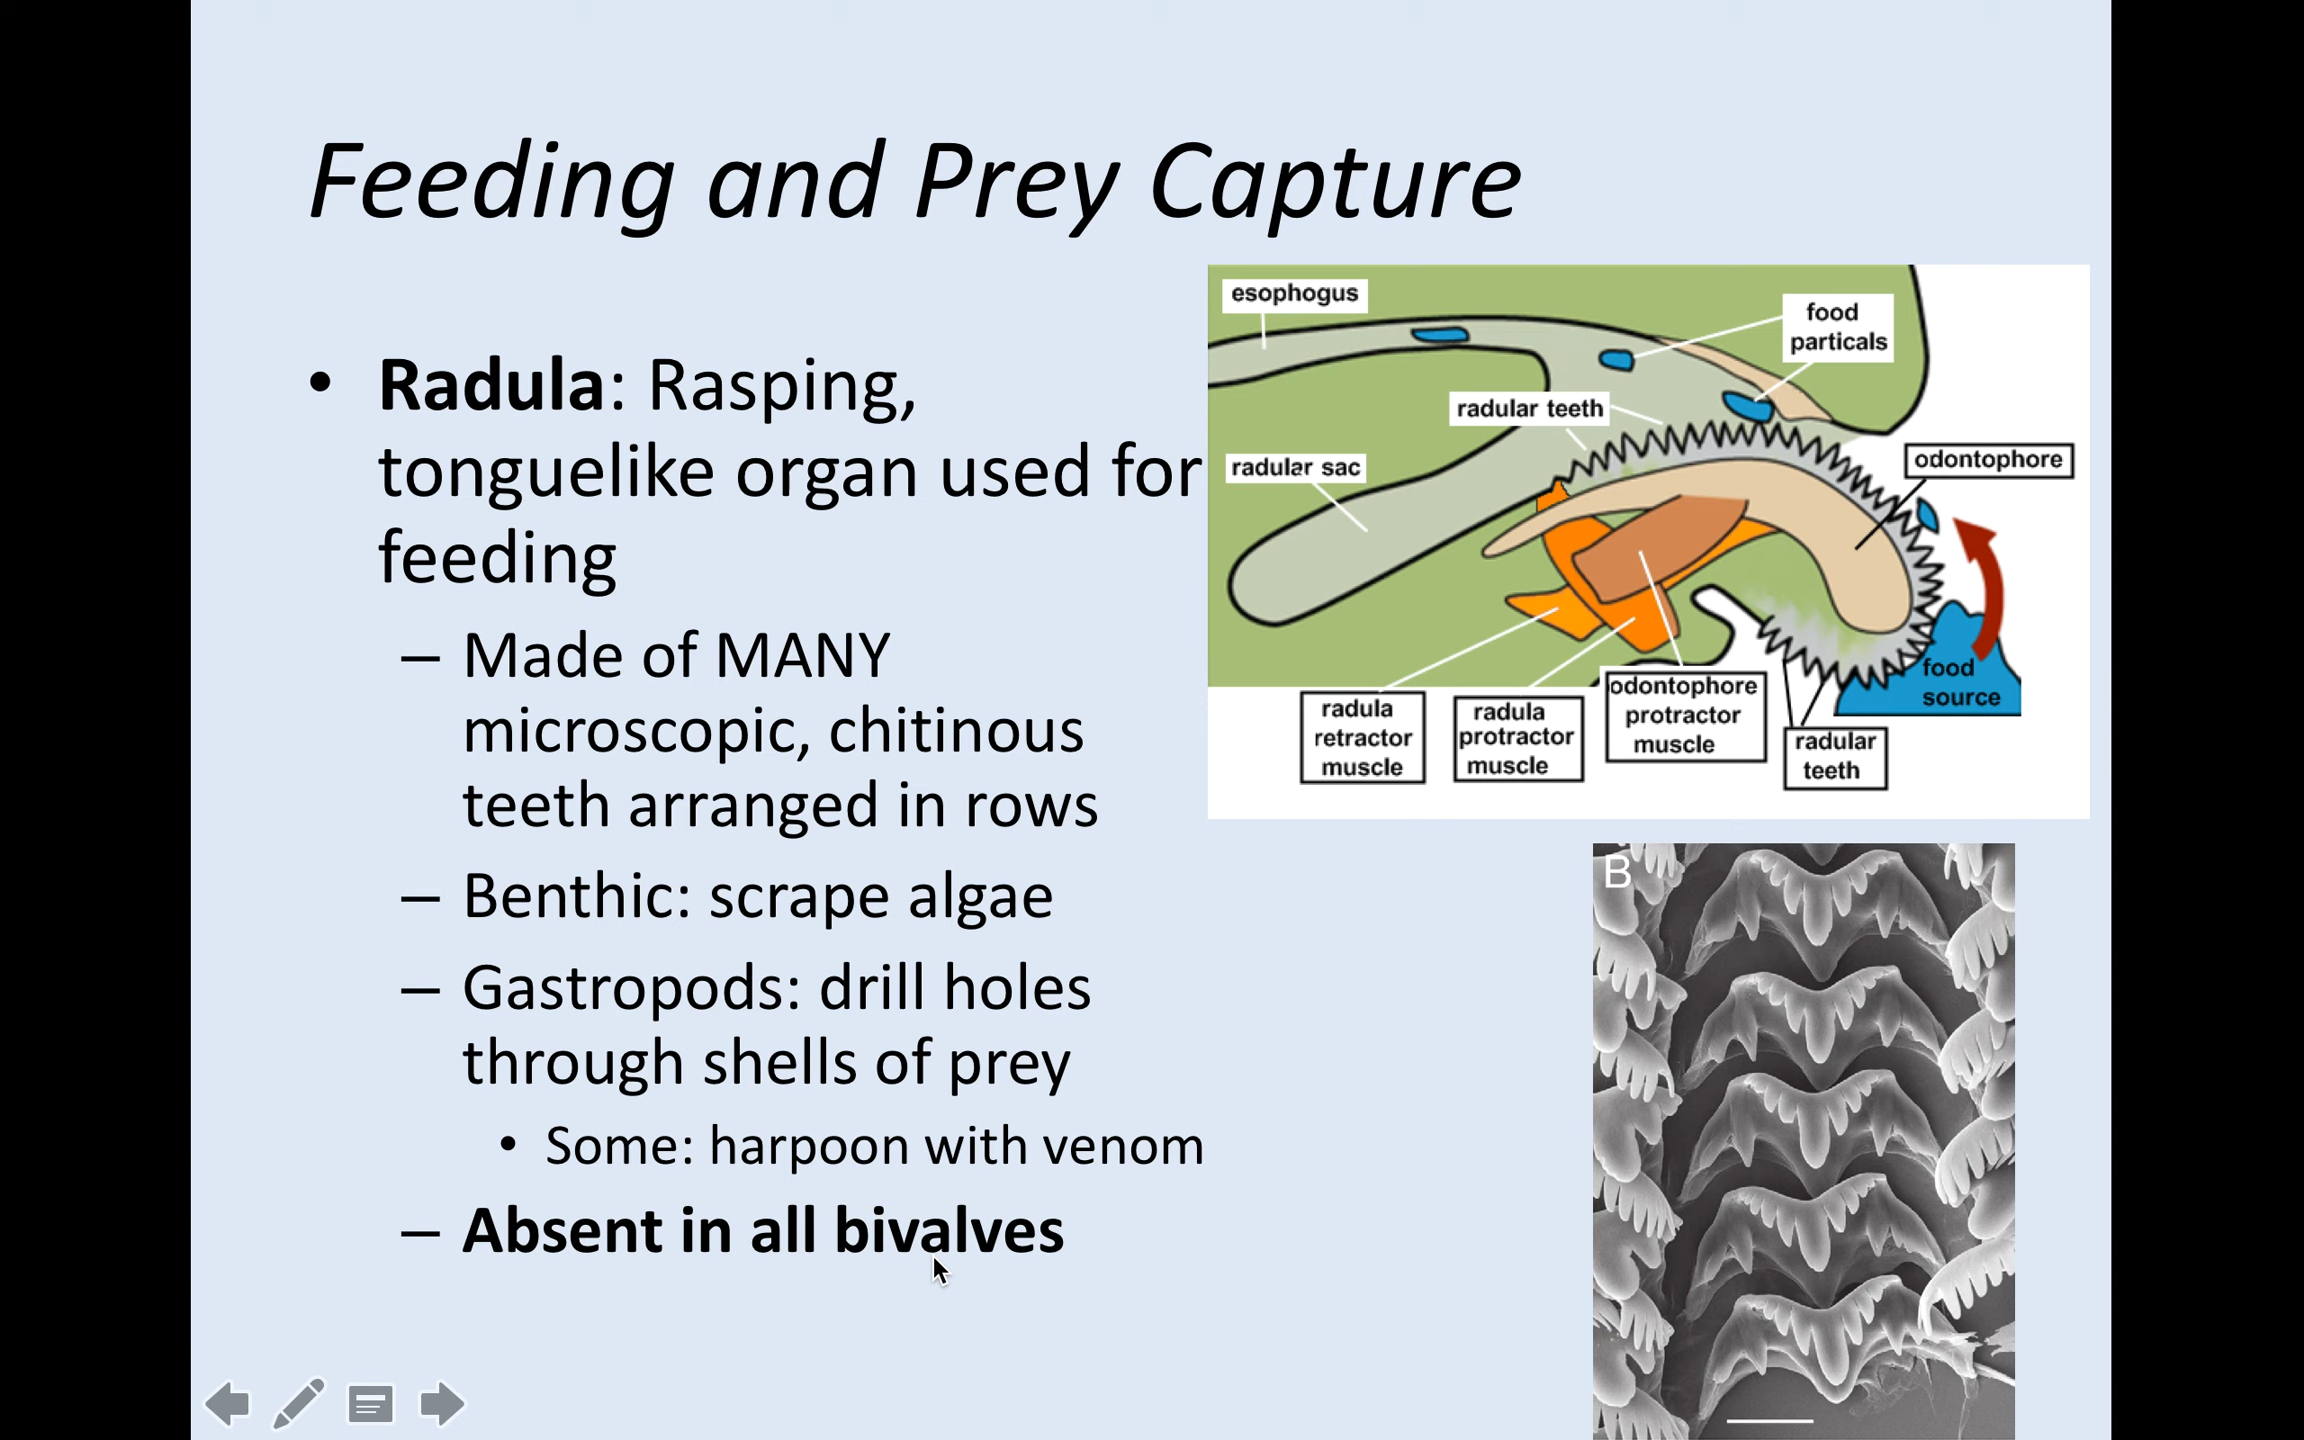 Feeding and Prey Capture
• Radula: Rasping,
tonguelike organ used for
feeding
– Made of MANY
microscopic, chitinous
teeth arranged in rows
– Benthic: scrape algae
– Gastropods: drill holes
through shells of prey
• Some: harpoon with venom
– Absent in all bivalves
esophogus
food
particals
radular teeth
radular sac
odontophore
food
source
radula
retractor
muscle
radula
protractor
muscle
odontophore
protractor
muscle
radular
teeth
B